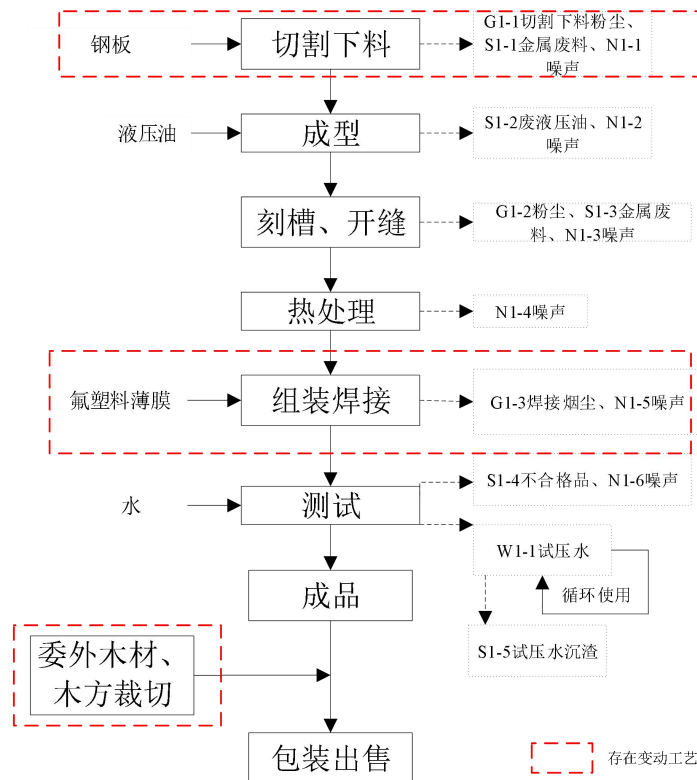 钢板
切割下料
G1-1切割下料粉尘、
S1-1金属废料、N1-1
噪声
液压油
成型
S1-2废液压油、N1-2
噪声
刻槽、开缝
G1-2粉尘、S1-3金属废
料、N1-3噪声
热处理
N1-4噪声
氟塑料薄膜
组装焊接
G1-3焊接烟尘、N1-5噪声
水
测试
S1-4不合格品、N1-6噪声
W1-1试压水
循环使用
成品
S1-5试压水沉渣
委外木材、
木方裁切
包装出售
存在变动工艺